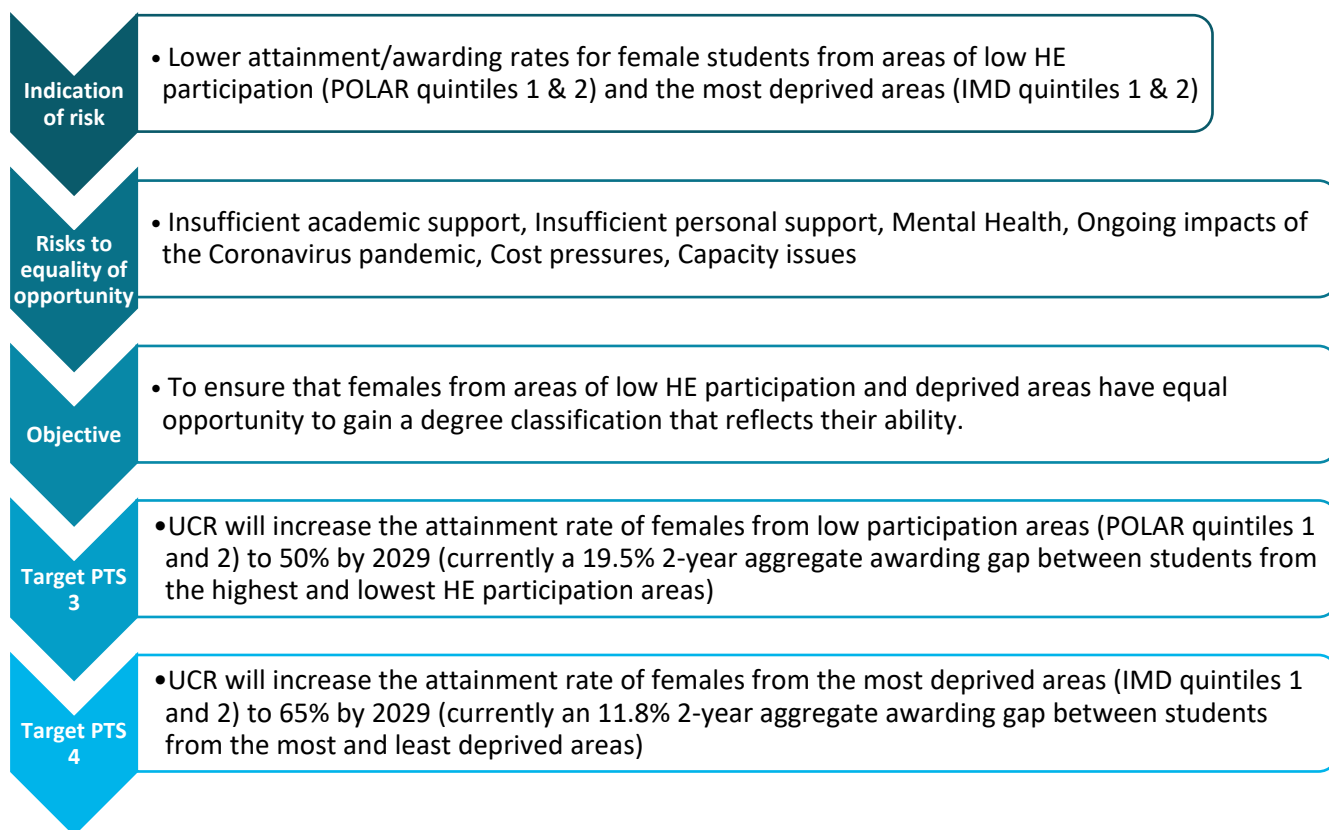 Indication
of risk
• Lower attainment/awarding rates for female students from areas of low HE
participation (POLAR quintiles 1 & 2) and the most deprived areas (IMD quintiles 1 & 2)
Risks to
equality of
opportunity
• Insufficient academic support, Insufficient personal support, Mental Health, Ongoing impacts of
the Coronavirus pandemic, Cost pressures, Capacity issues
Objective
• To ensure that females from areas of low HE participation and deprived areas have equal
opportunity to gain a degree classification that reflects their ability.
Target PTS
3
•UCR will increase the attainment rate of females from low participation areas (POLAR quintiles 1
and 2) to 50% by 2029 (currently a 19.5% 2-year aggregate awarding gap between students from
the highest and lowest HE participation areas)
Target PTS
4
•UCR will increase the attainment rate of females from the most deprived areas (IMD quintiles 1
and 2) to 65% by 2029 (currently an 11.8% 2-year aggregate awarding gap between students
from the most and least deprived areas)